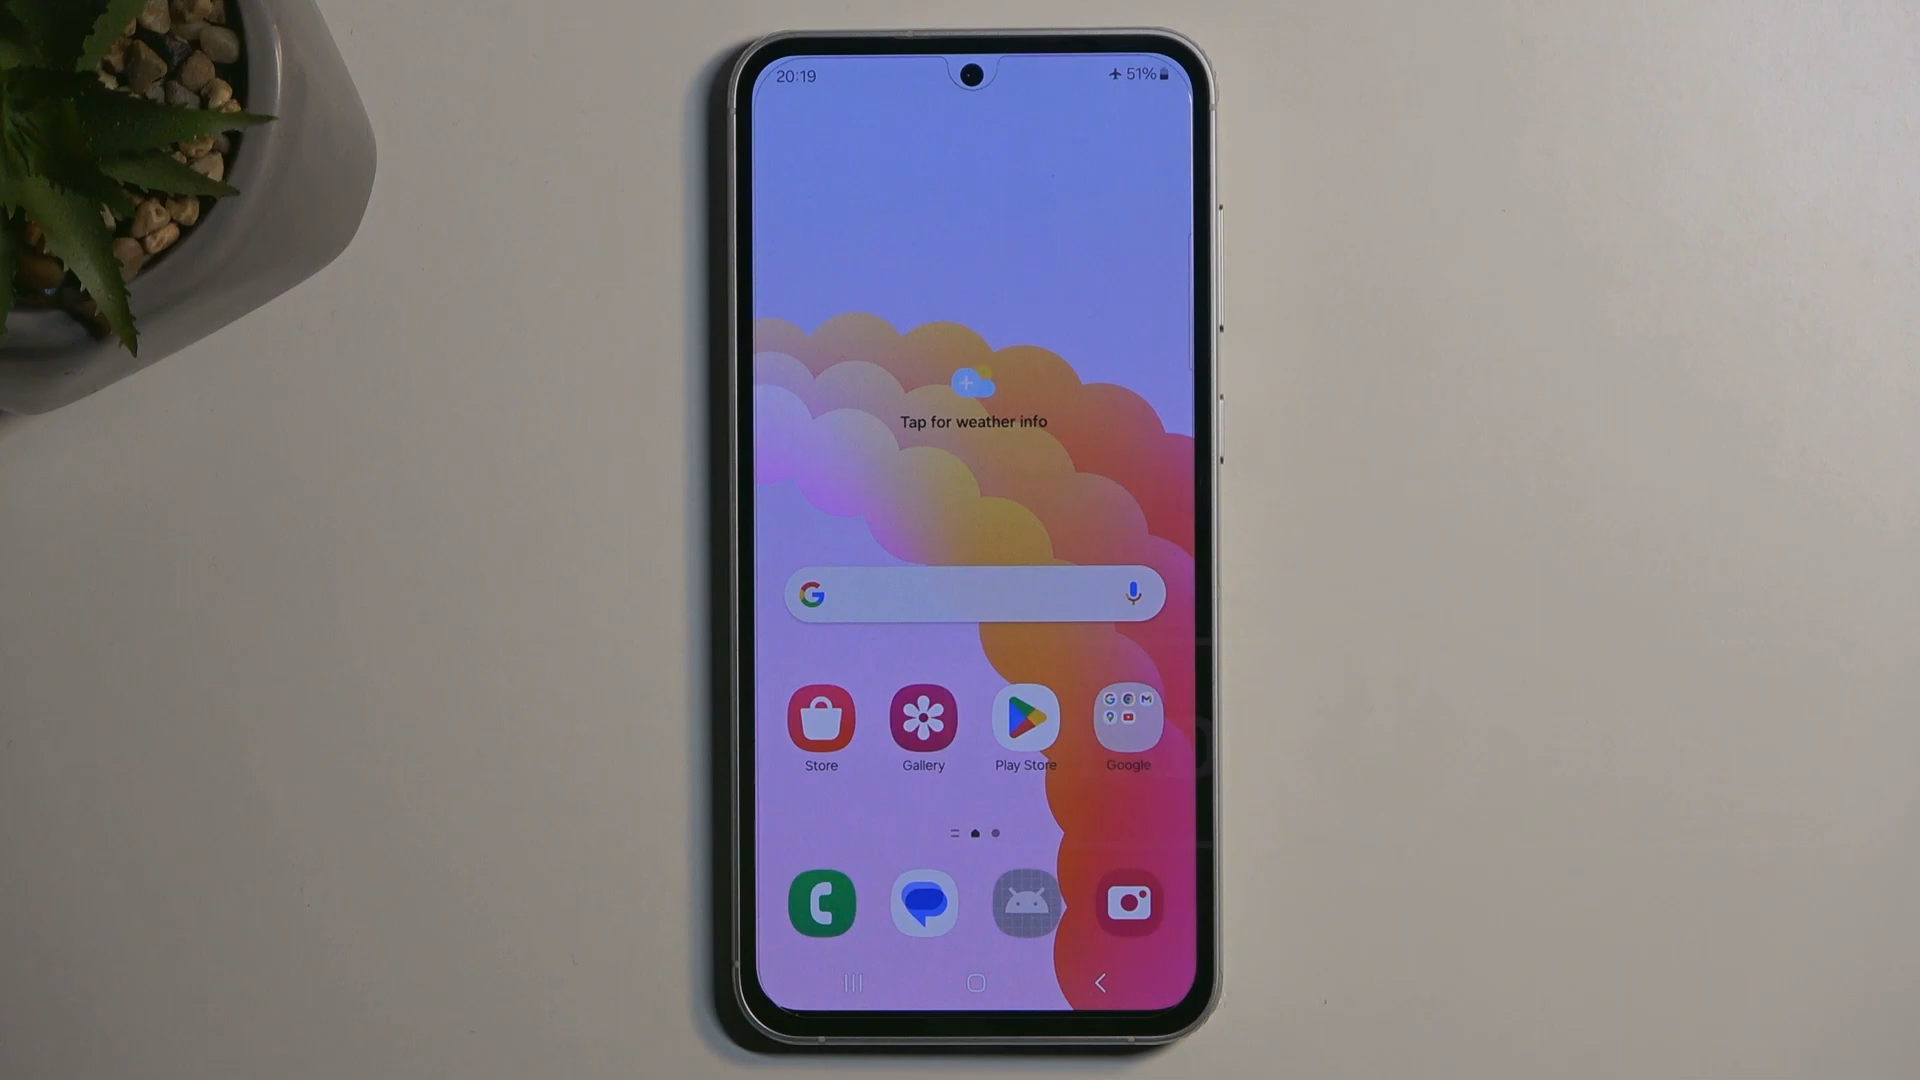 20:19
51%
Tap for weather info
Store
Gallery
Play Store
Google